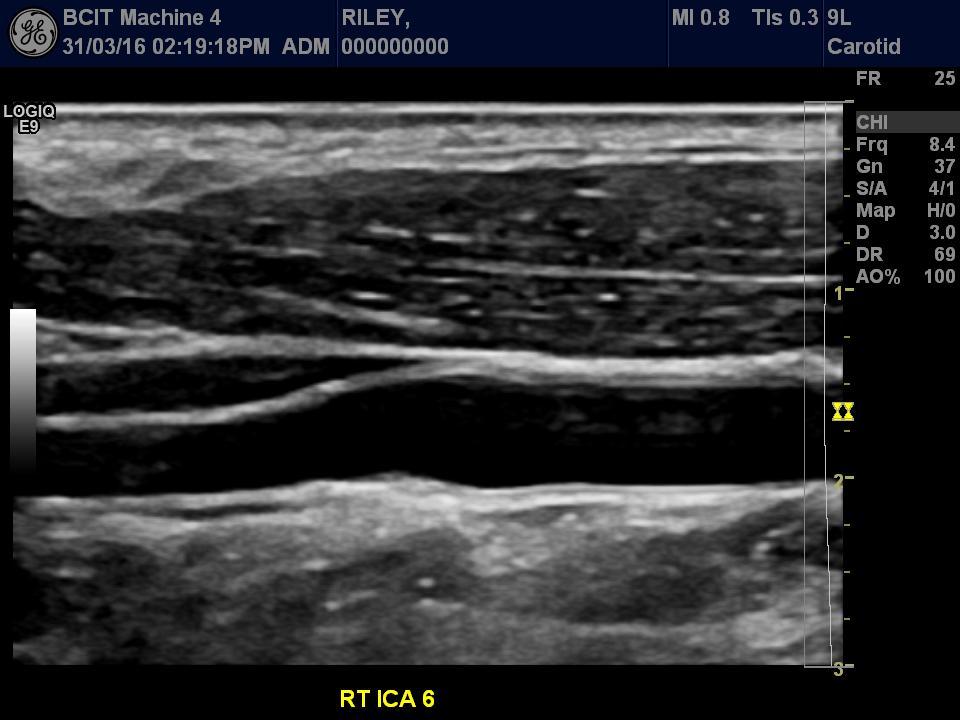 BCIT Machine 4
31/03/16 02:19:18PM ADM
RILEY,
000000000
MI 0.8 TIs 0.3
9L
Carotid
LOGIQ
E9
FR 25
CHI
Frq 8.4
Gn 37
S/A 4/1
Map H/0
D 3.0
DR 69
AO% 100
1
2
3
RT ICA 6